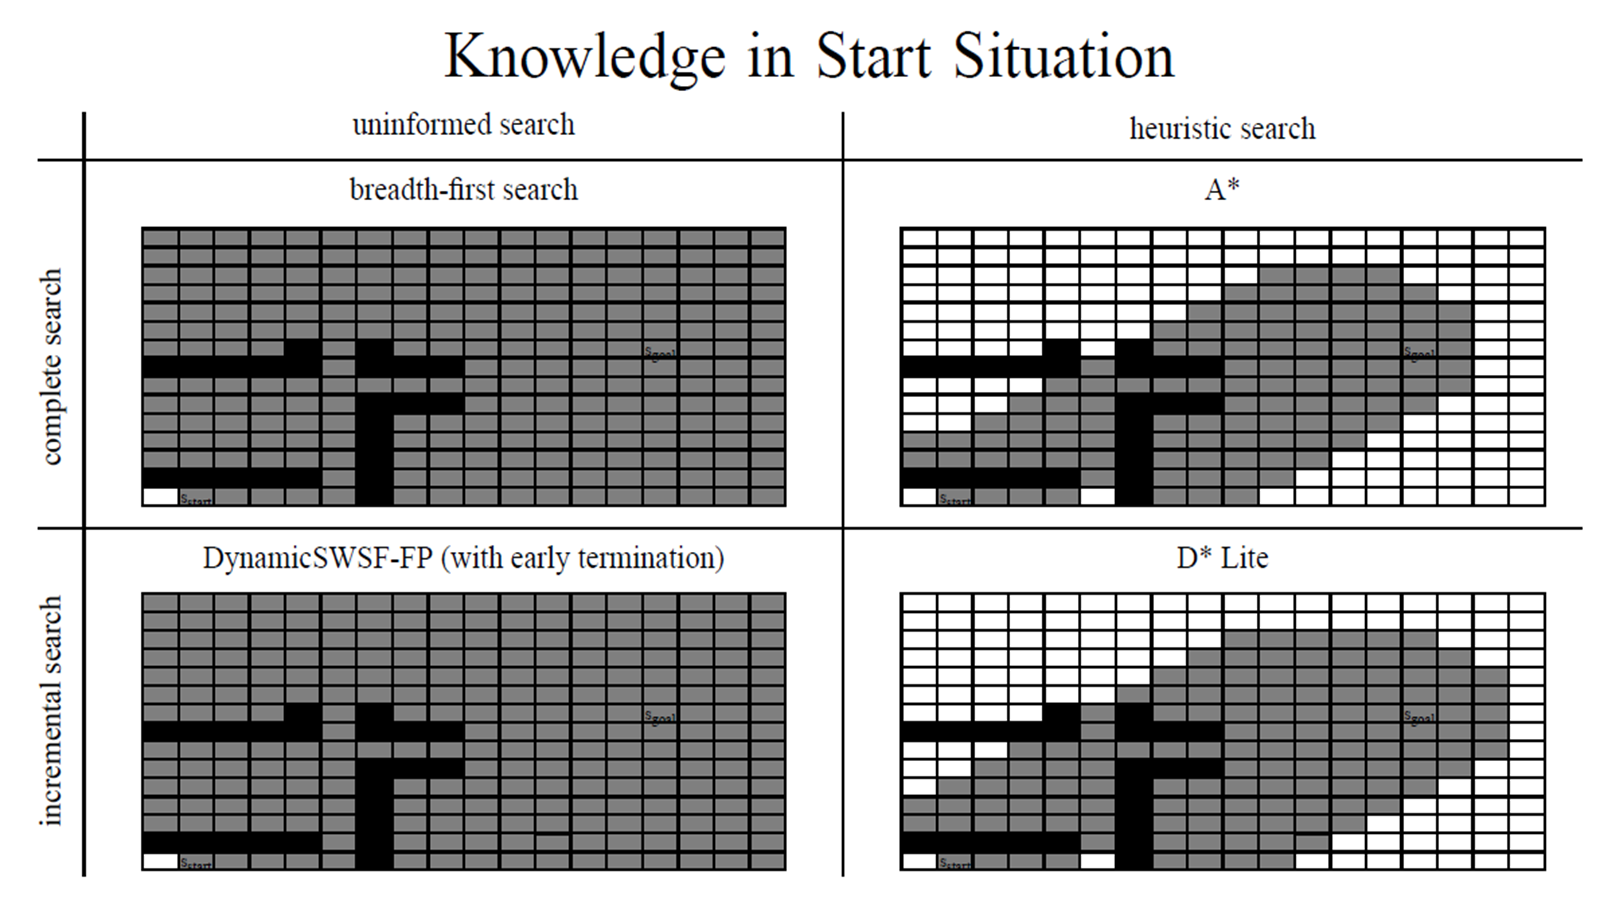 Knowledge in Start Situation
uninformed search
heuristic search
complete search
breadth-first search
A*
sgoal
sgoal
sstart
sstart
incremental search
DynamicSWSF-FP (with early termination)
D* Lite
sgoal
sgoal
sstart
sstart